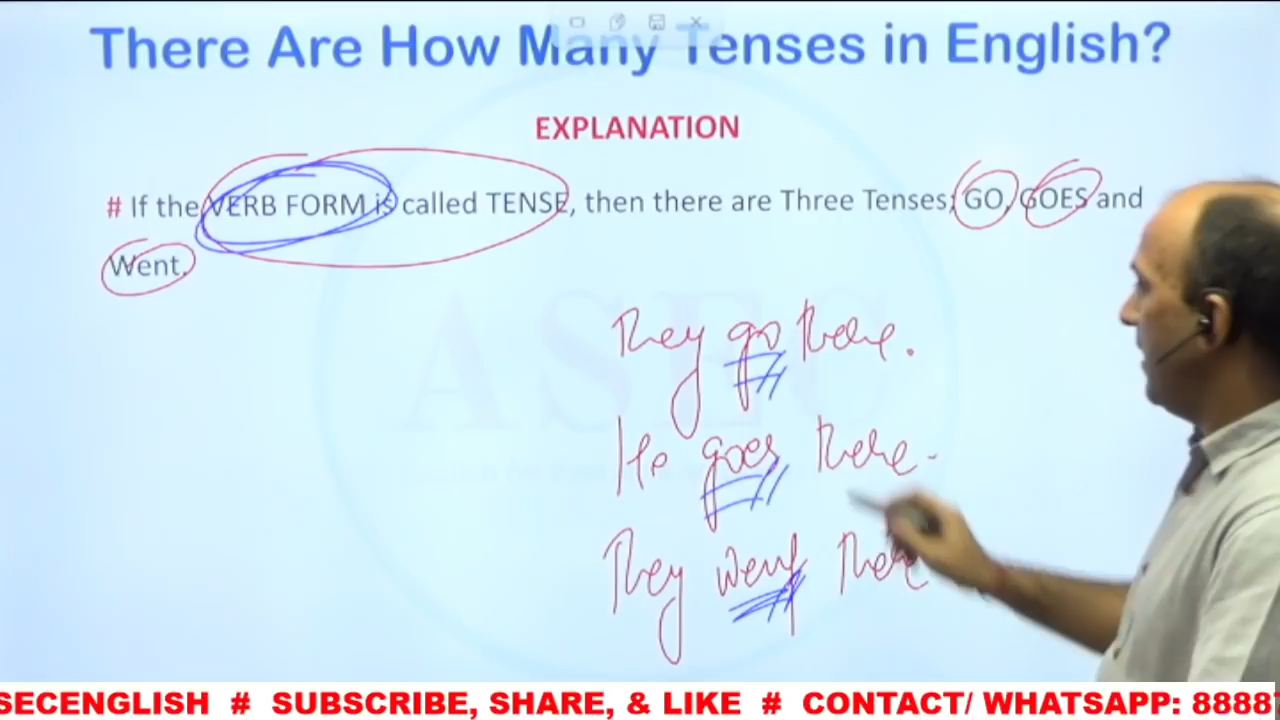 There Are How Many Tenses in English?
EXPLANATION
# If the VERB FORM is called TENSE, then there are Three Tenses; GO, GOES and
Went.
ASEC
They go there.
He goes there.
They went there
SECENGLISH # SUBSCRIBE, SHARE, & LIKE # CONTACT/ WHATSAPP: 8888